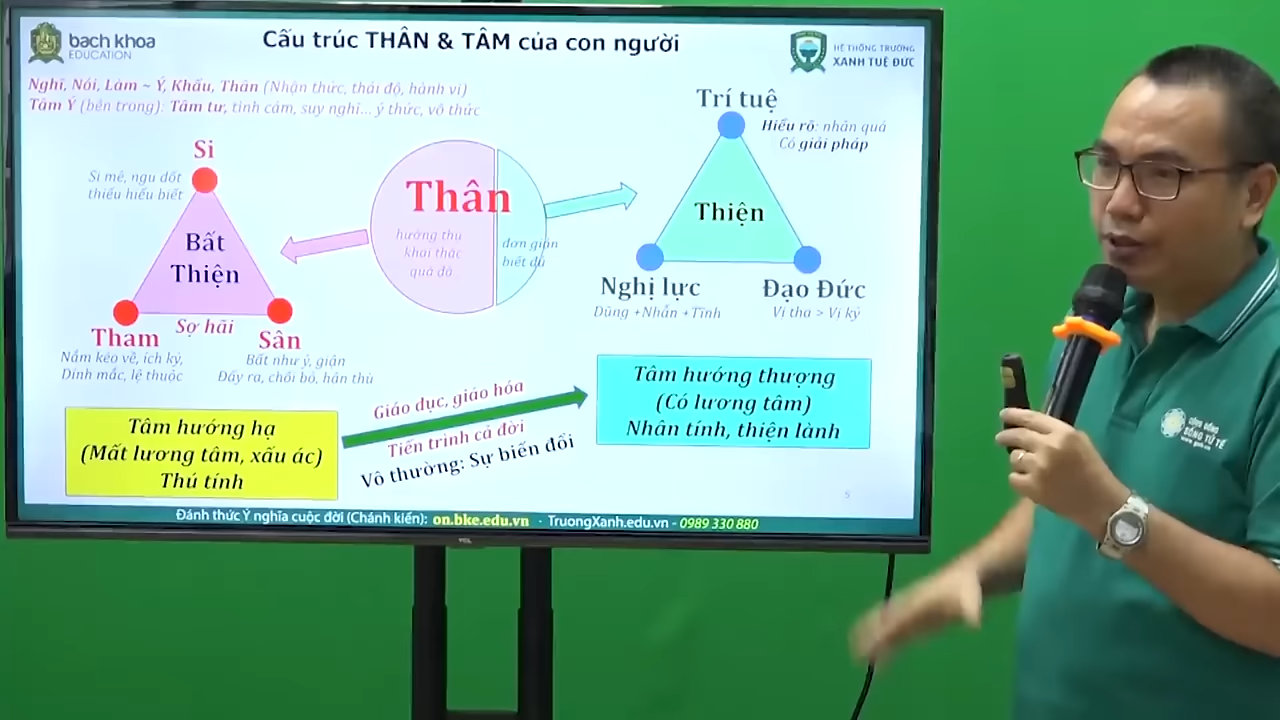 bach khoa
EDUCATION
Cấu trúc THÂN & TÂM của con người
HỆ THỐNG TRƯỜNG
XANH TUỆ ĐỨC
Nghĩ, Nói, Làm ~ Ý, Khẩu, Thân (Nhận thức, thái độ, hành vi)
Tâm Ý (bên trong): Tâm tư, tình cảm, suy nghĩ... ý thức, vô thức
Si
Si mê, ngu dốt
thiếu hiểu biết
Bất
Thiện
Tham
Sợ hãi
Sân
Nắm kéo về, ích kỷ,
Dính mắc, lệ thuộc
Bất như ý, giận
Đẩy ra, chối bỏ, hận thù
Thân
hưởng thụ
khai thác
quá độ
đơn giản
biết đủ
Trí tuệ
Hiểu rõ: nhân quả
Có giải pháp
Thiện
Nghị lực
Dũng +Nhẫn +Tĩnh
Đạo Đức
Vị tha > Vị kỷ
Tâm hướng hạ
(Mất lương tâm, xấu ác)
Thú tính
Giáo dục, giáo hóa
Tiến trình cả đời
Vô thường: Sự biến đổi
Tâm hướng thượng
(Có lương tâm)
Nhân tính, thiện lành
5
Đánh thức Ý nghĩa cuộc đời (Chánh kiến): on.bke.edu.vn - TruongXanh.edu.vn - 0989 330 880
TCL
CỘNG ĐỒNG
SỐNG TỬ TẾ